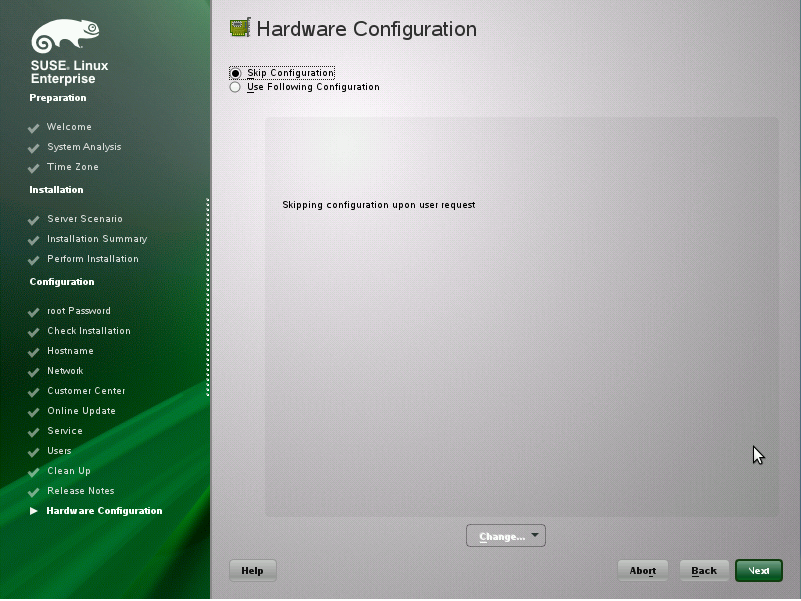 SUSE. Linux
Enterprise
Preparation
Welcome
System Analysis
Time Zone
Installation
Server Scenario
Installation Summary
Perform Installation
Configuration
root Password
Check Installation
Hostname
Network
Customer Center
Online Update
Service
Users
Clean Up
Release Notes
Hardware Configuration
Hardware Configuration
Skip Configuration
Use Following Configuration
Skipping configuration upon user request
Change...
Help
Abort
Back
Next